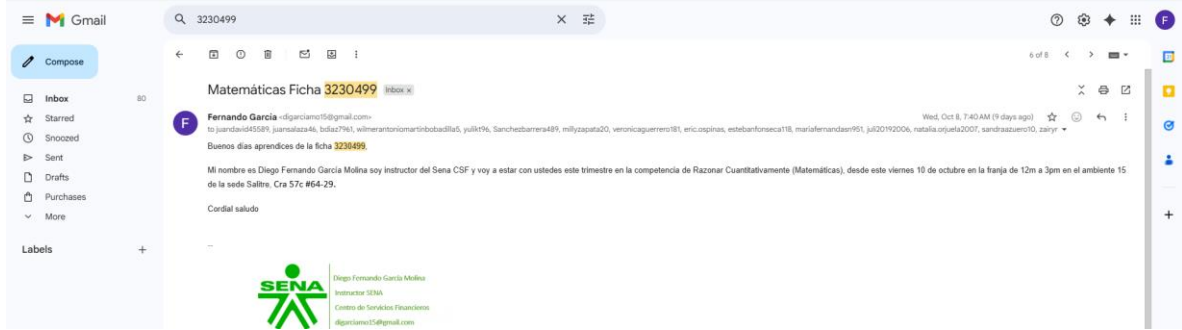 Gmail
3230499
Compose
6 of 8
Inbox 80
Starred
Snoozed
Sent
Drafts
Purchases
More
Labels
Matemáticas Ficha 3230499 Inbox x
Fernando García <digarciamo15@gmail.com>
Wed, Oct 8, 7:40 AM (9 days ago)
to juandavid45589, juansalaza46, bdiaz7961, wilmerantoniomartinbobadilla5, yulikt96, Sanchezbarrera489, millyzapata20, veronicaguerrero181, eric.ospinas, estebanfonseca118, mariafernandasn951, juli20192006, natalia.orjuela2007, sandraazuero10, zairyr
Buenos días aprendices de la ficha 3230499,
Mi nombre es Diego Fernando García Molina soy instructor del Sena CSF y voy a estar con ustedes este trimestre en la competencia de Razonar Cuantitativamente (Matemáticas), desde este viernes 10 de octubre en la franja de 12m a 3pm en el ambiente 15
de la sede Salitre, Cra 57c #64-29.
Cordial saludo
--
SENA
Diego Fernando García Molina
Instructor SENA
Centro de Servicios Financieros
digarciamo15@gmail.com
F
F